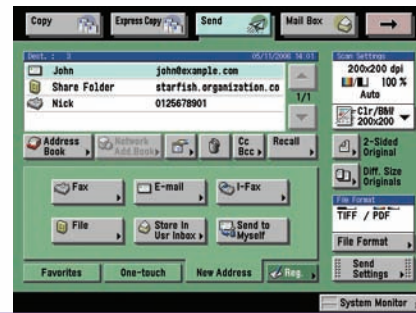 Copy Express Copy Send Mail Box
Dest. : 3 05/11/2006 14:01
John john@example.com
Share Folder starfish.organization.co
Nick 0125678901
1/1
Address Book Network Add. Book Cc Bcc Recall
Fax E-mail I-Fax
File Store In Usr Inbox Send to Myself
Favorites One-touch New Address Reg.
Scan Settings
200x200 dpi
100 %
Auto
Clr/B&W
200x200
2-Sided
Original
Diff. Size
Originals
File Format
TIFF / PDF
File Format
Send
Settings
System Monitor